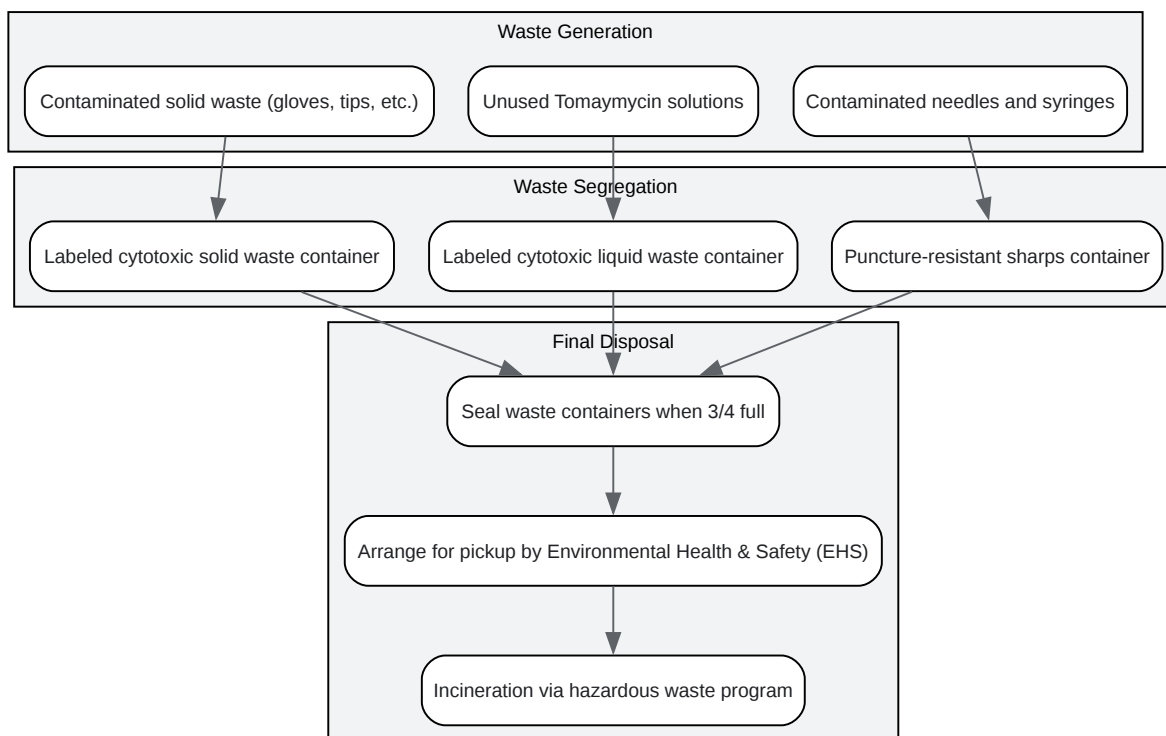 Waste Generation
Contaminated solid waste (gloves, tips, etc.)
Unused Tomaymycin solutions
Contaminated needles and syringes
Waste Segregation
Labeled cytotoxic solid waste container
Labeled cytotoxic liquid waste container
Puncture-resistant sharps container
Final Disposal
Seal waste containers when 3/4 full
Arrange for pickup by Environmental Health & Safety (EHS)
Incineration via hazardous waste program